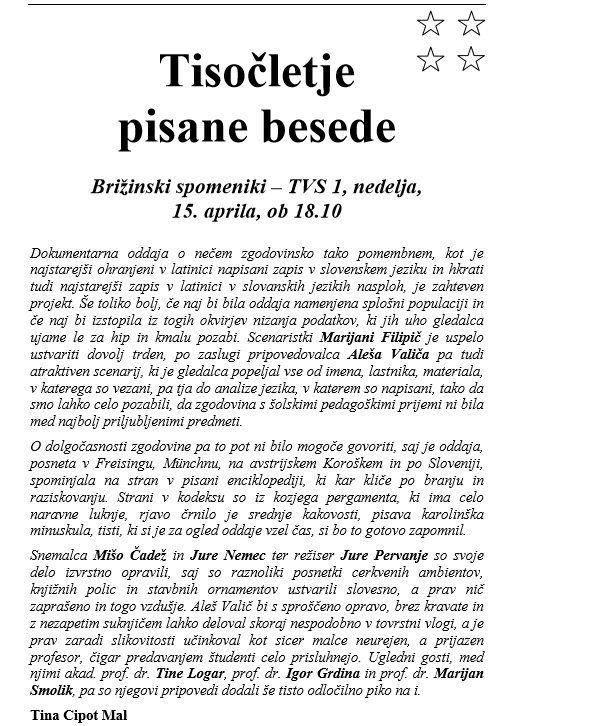 Tisočletje
pisane besede
Brižinski spomeniki – TVS 1, nedelja,
15. aprila, ob 18.10
Dokumentarna oddaja o nečem zgodovinsko tako pomembnem, kot je
najstarejši ohranjeni v latinici napisani zapis v slovenskem jeziku in hkrati
tudi najstarejši zapis v latinici v slovanskih jezikih nasploh, je zahteven
projekt. Še toliko bolj, če naj bi bila oddaja namenjena splošni populaciji in
če naj bi izstopila iz togih okvirjev nizanja podatkov, ki jih uho gledalca
ujame le za hip in kmalu pozabi. Scenaristki Marijani Filipič je uspelo
ustvariti dovolj trden, po zaslugi pripovedovalca Aleša Valiča pa tudi
atraktiven scenarij, ki je gledalca popeljal vse od imena, lastnika, materiala,
v katerega so vezani, pa tja do analize jezika, v katerem so napisani, tako da
smo lahko celo pozabili, da zgodovina s šolskimi pedagoškimi prijemi ni bila
med najbolj priljubljenimi predmeti.
O dolgočasnosti zgodovine pa to pot ni bilo mogoče govoriti, saj je oddaja,
posneta v Freisingu, Münchnu, na avstrijskem Koroškem in po Sloveniji,
spominjala na stran v pisani enciklopediji, ki kar kliče po branju in
raziskovanju. Strani v kodeksu so iz kozjega pergamenta, ki ima celo
naravne luknje, rjavo črnilo je srednje kakovosti, pisava karolinška
minuskula, tisti, ki si je za ogled oddaje vzel čas, si bo to gotovo zapomnil.
Snemalca Mišo Čadež in Jure Nemec ter režiser Jure Pervanje so svoje
delo izvrstno opravili, saj so raznoliki posnetki cerkvenih ambientov,
knjižnih polic in stavbnih ornamentov ustvarili slovesno, a prav nič
zaprašeno in togo vzdušje. Aleš Valič bi s sproščeno opravo, brez kravate in
z nezapetim suknjičem lahko deloval skoraj nespodobno v tovrstni vlogi, a je
prav zaradi slikovitosti učinkoval kot sicer malce neurejen, a prijazen
profesor, čigar predavanjem študenti celo prisluhnejo. Ugledni gosti, med
njimi akad. prof. dr. Tine Logar, prof. dr. Igor Grdina in prof. dr. Marijan
Smolik, pa so njegovi pripovedi dodali še tisto odločilno piko na i.
Tina Cipot Mal